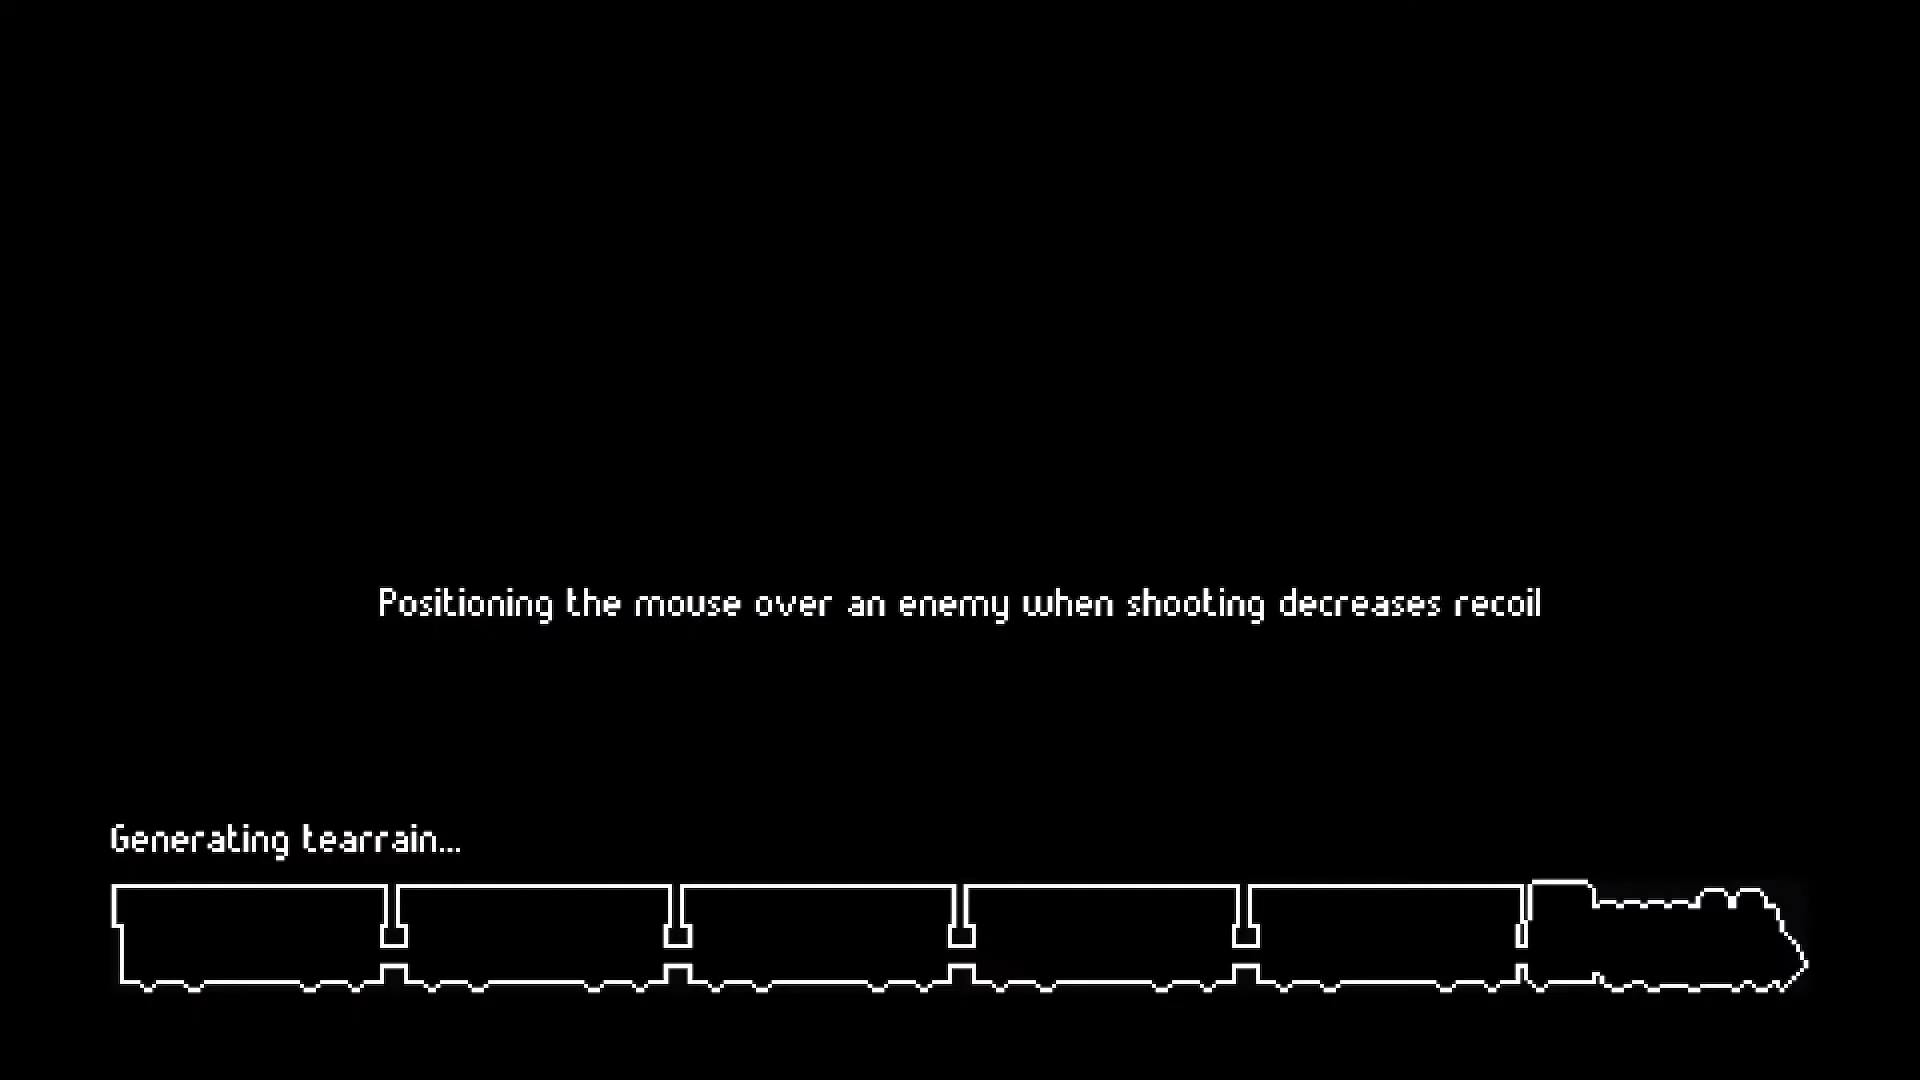 Positioning the mouse over an enemy when shooting decreases recoil
Generating tearrain...